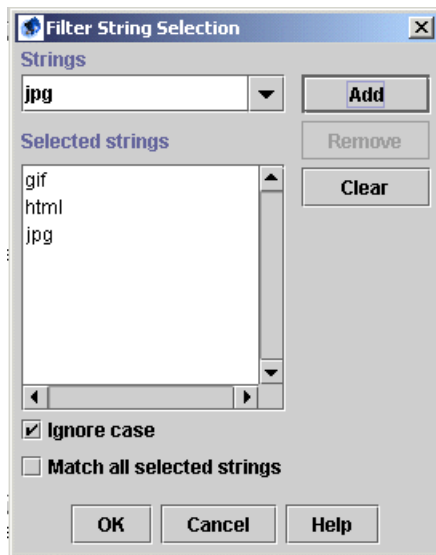 Filter String Selection
Strings
jpg
Add
Selected strings
Remove
gif
Clear
html
jpg
Ignore case
Match all selected strings
OK Cancel Help